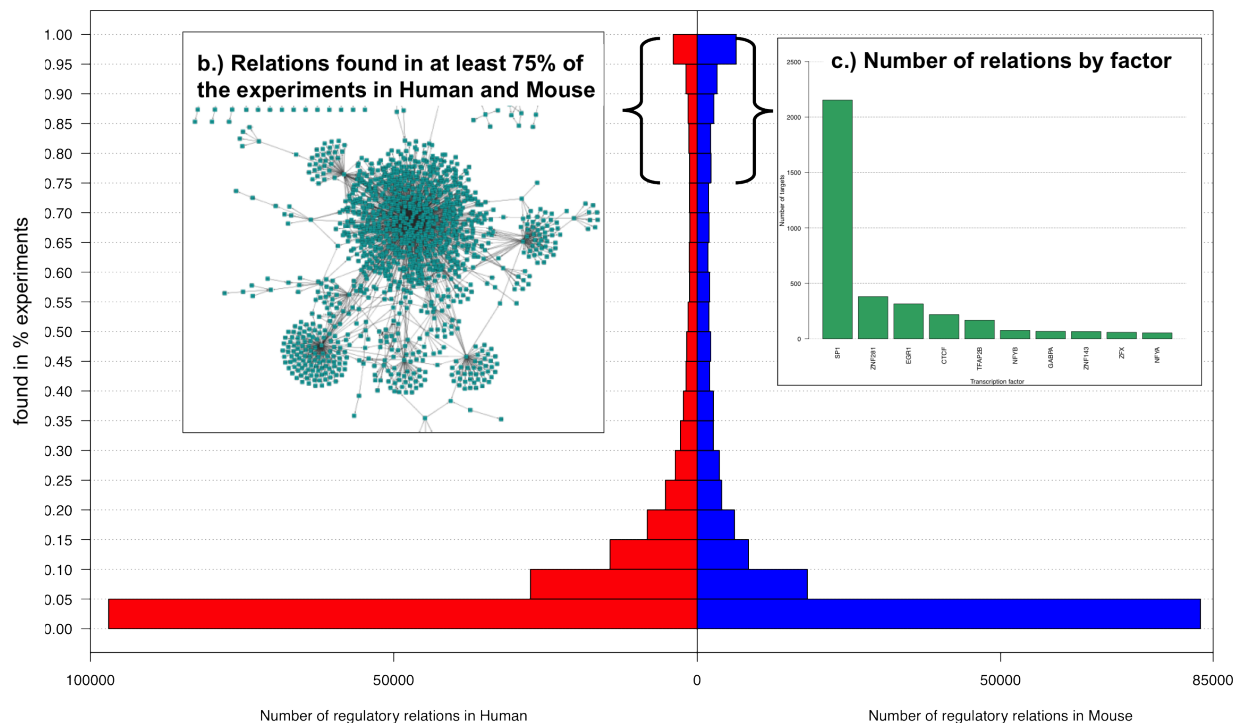 1.00
0.95
0.90
0.85
0.80
0.75
0.70
0.65
0.60
0.55
0.50
0.45
0.40
0.35
0.30
0.25
0.20
0.15
0.10
0.05
0.00
found in % experiments
b.) Relations found in at least 75% of
the experiments in Human and Mouse
c.) Number of relations by factor
2500
2000
1500
1000
500
0
Number of targets
SP1
ZNF281
EGR1
CTCF
TFAP2B
NFYB
GABPA
ZNF143
ZFX
NFYA
Transcription factor
100000
50000
0
50000
85000
Number of regulatory relations in Human
Number of regulatory relations in Mouse